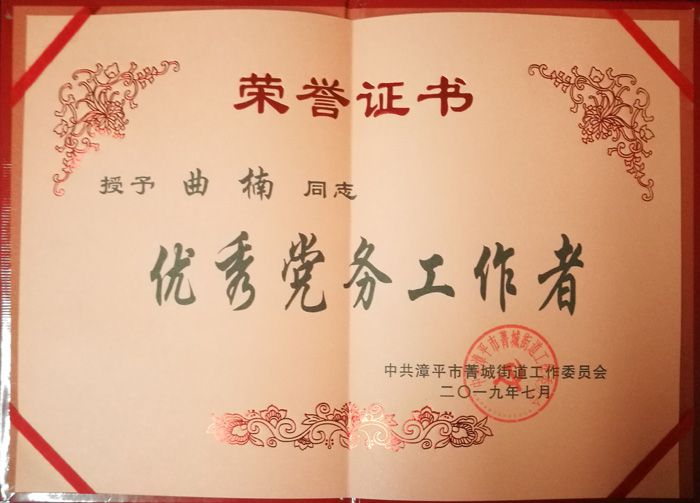 荣誉证书
授予 曲楠 同志
优秀党务工作者
中共漳平市菁城街道工作委员会
二〇一九年七月